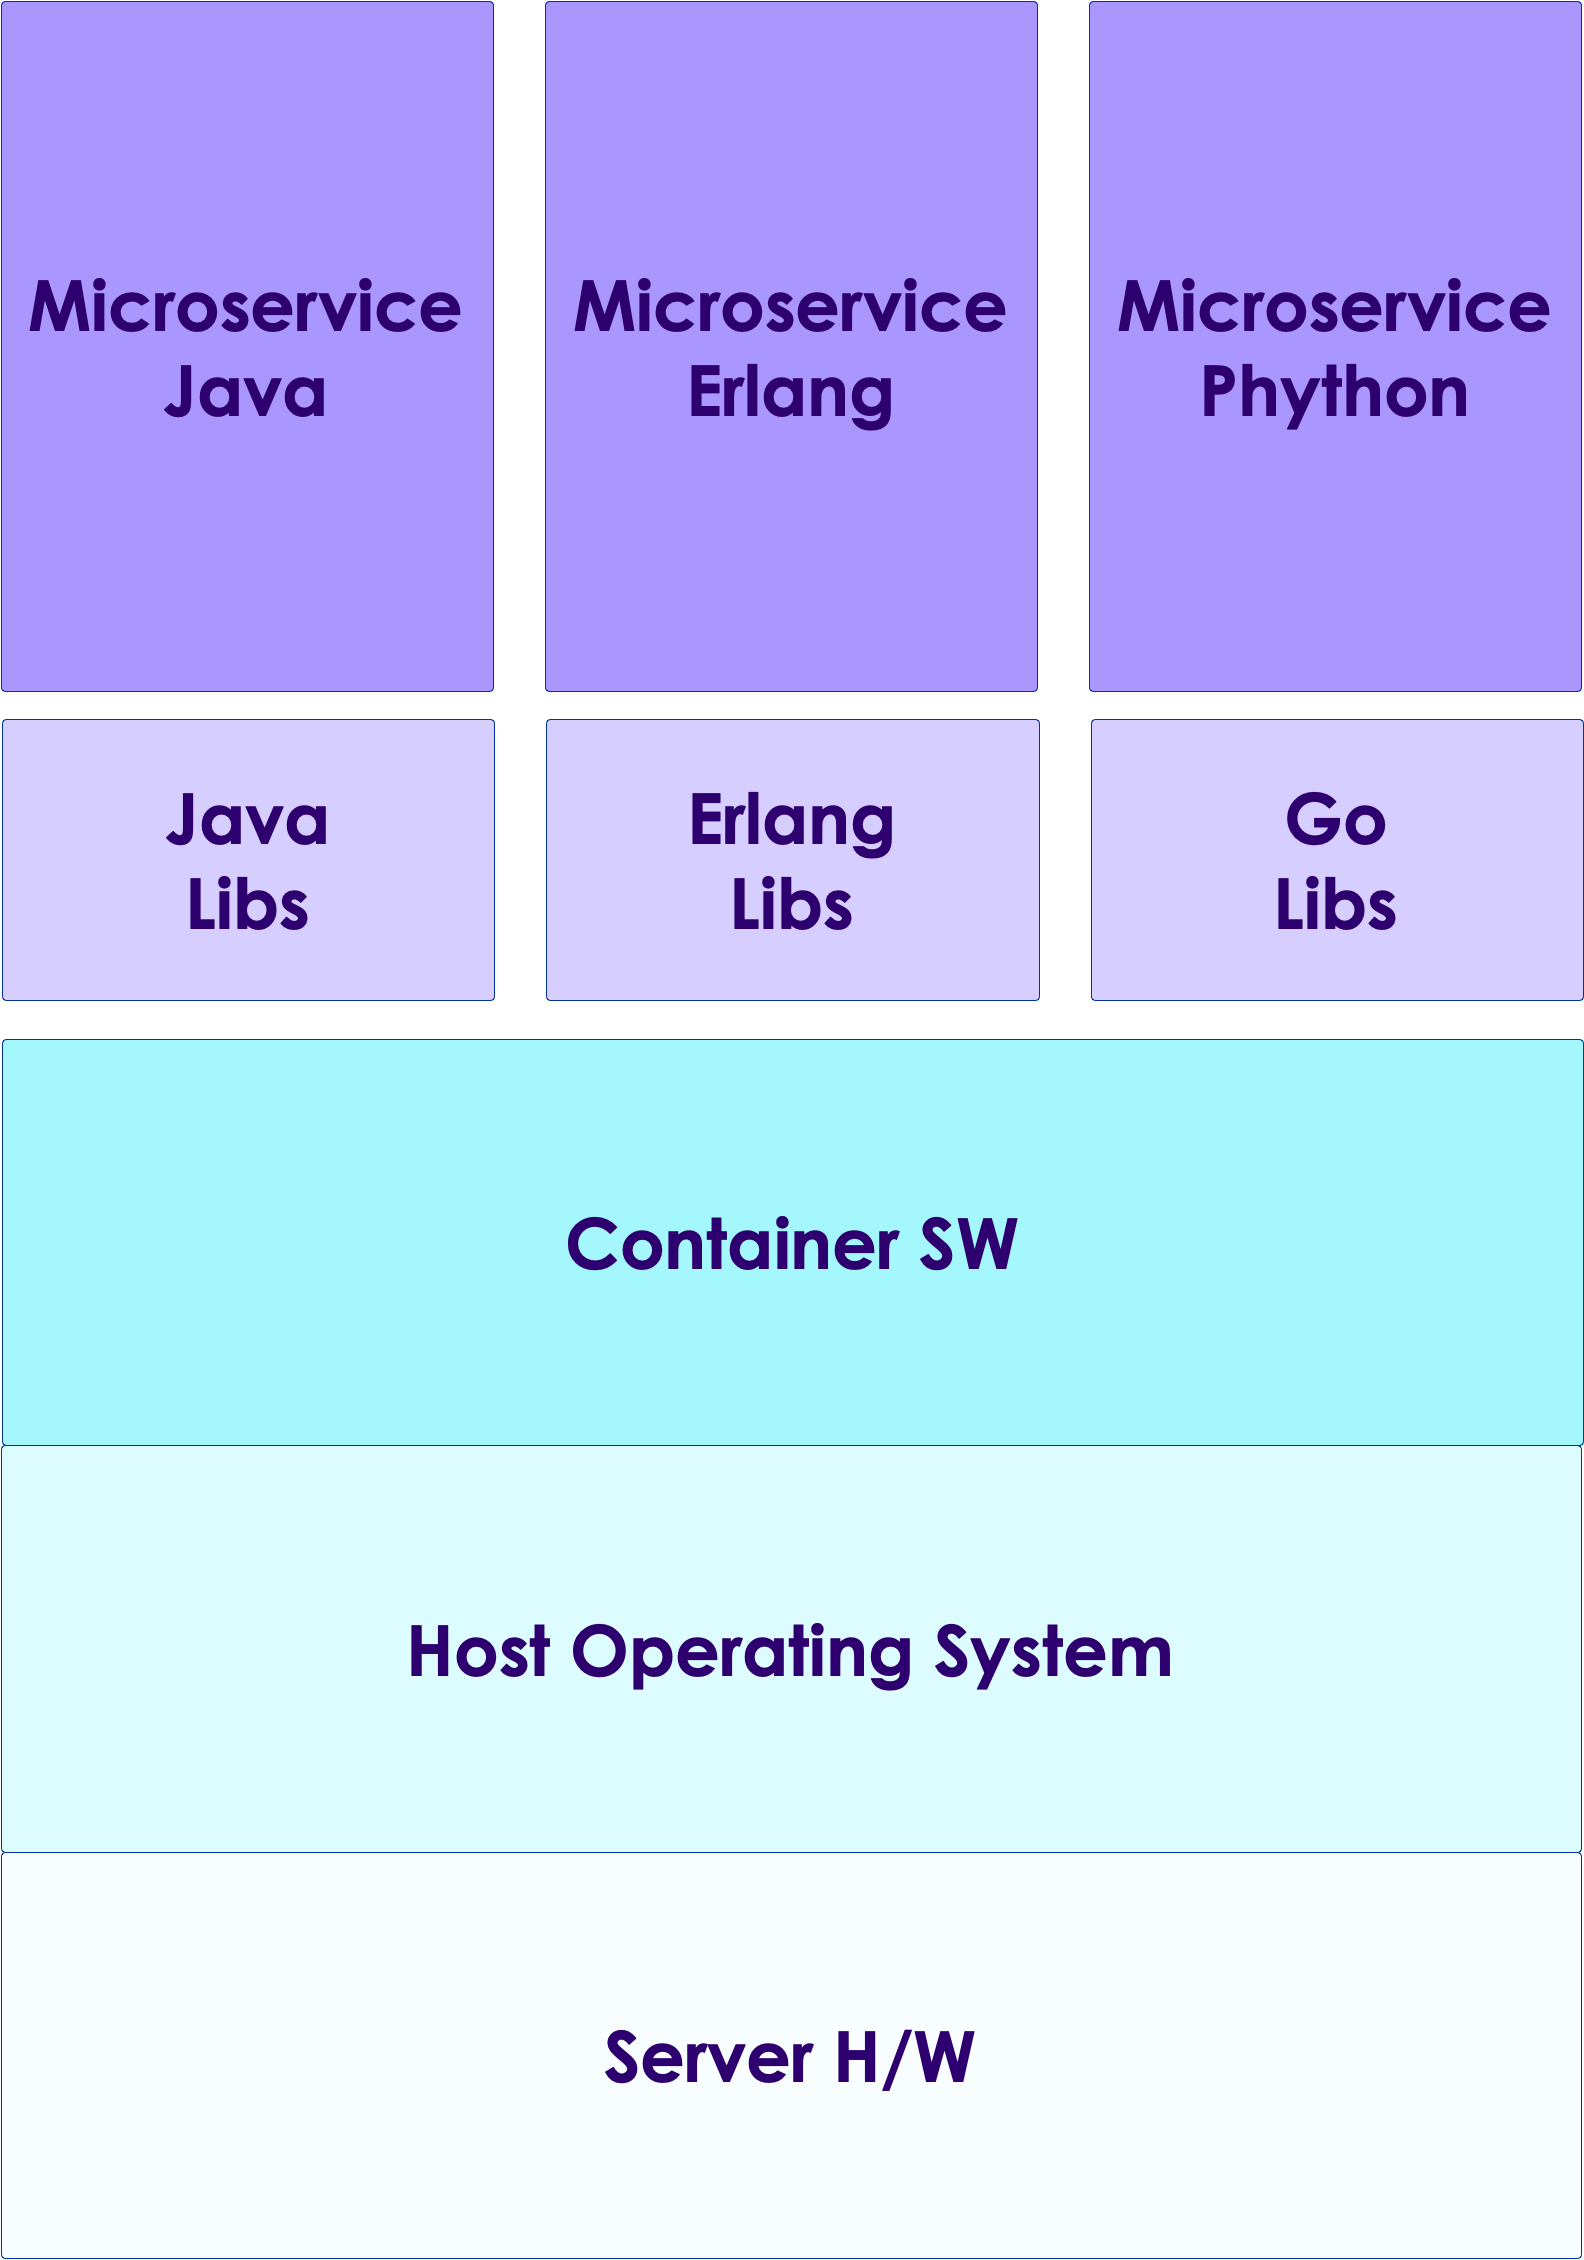 Microservice
Java
Microservice
Erlang
Microservice
Phython
Java
Libs
Erlang
Libs
Go
Libs
Container SW
Host Operating System
Server H/W